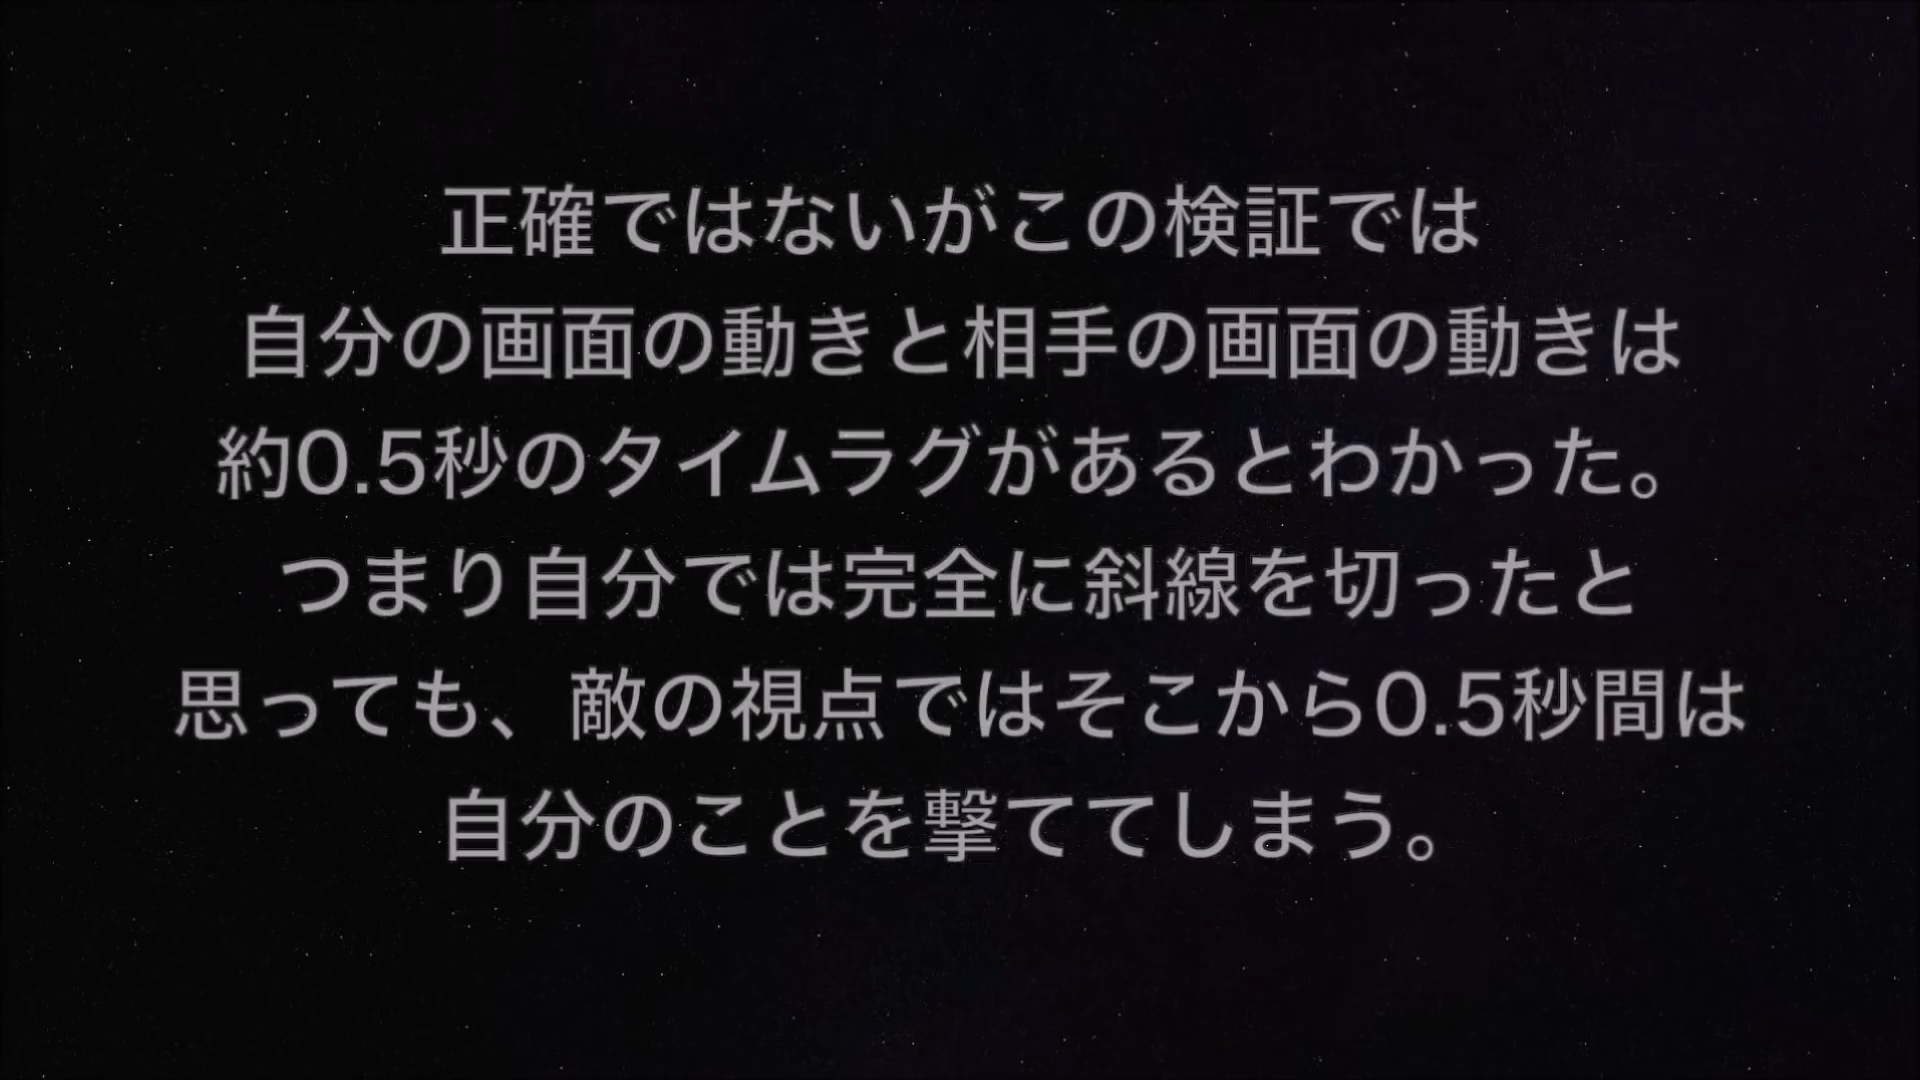 正確ではないがこの検証では
自分の画面の動きと相手の画面の動きは
約0.5秒のタイムラグがあるとわかった。
つまり自分では完全に斜線を切ったと
思っても、敵の視点ではそこから0.5秒間は
自分のことを撃ててしまう。